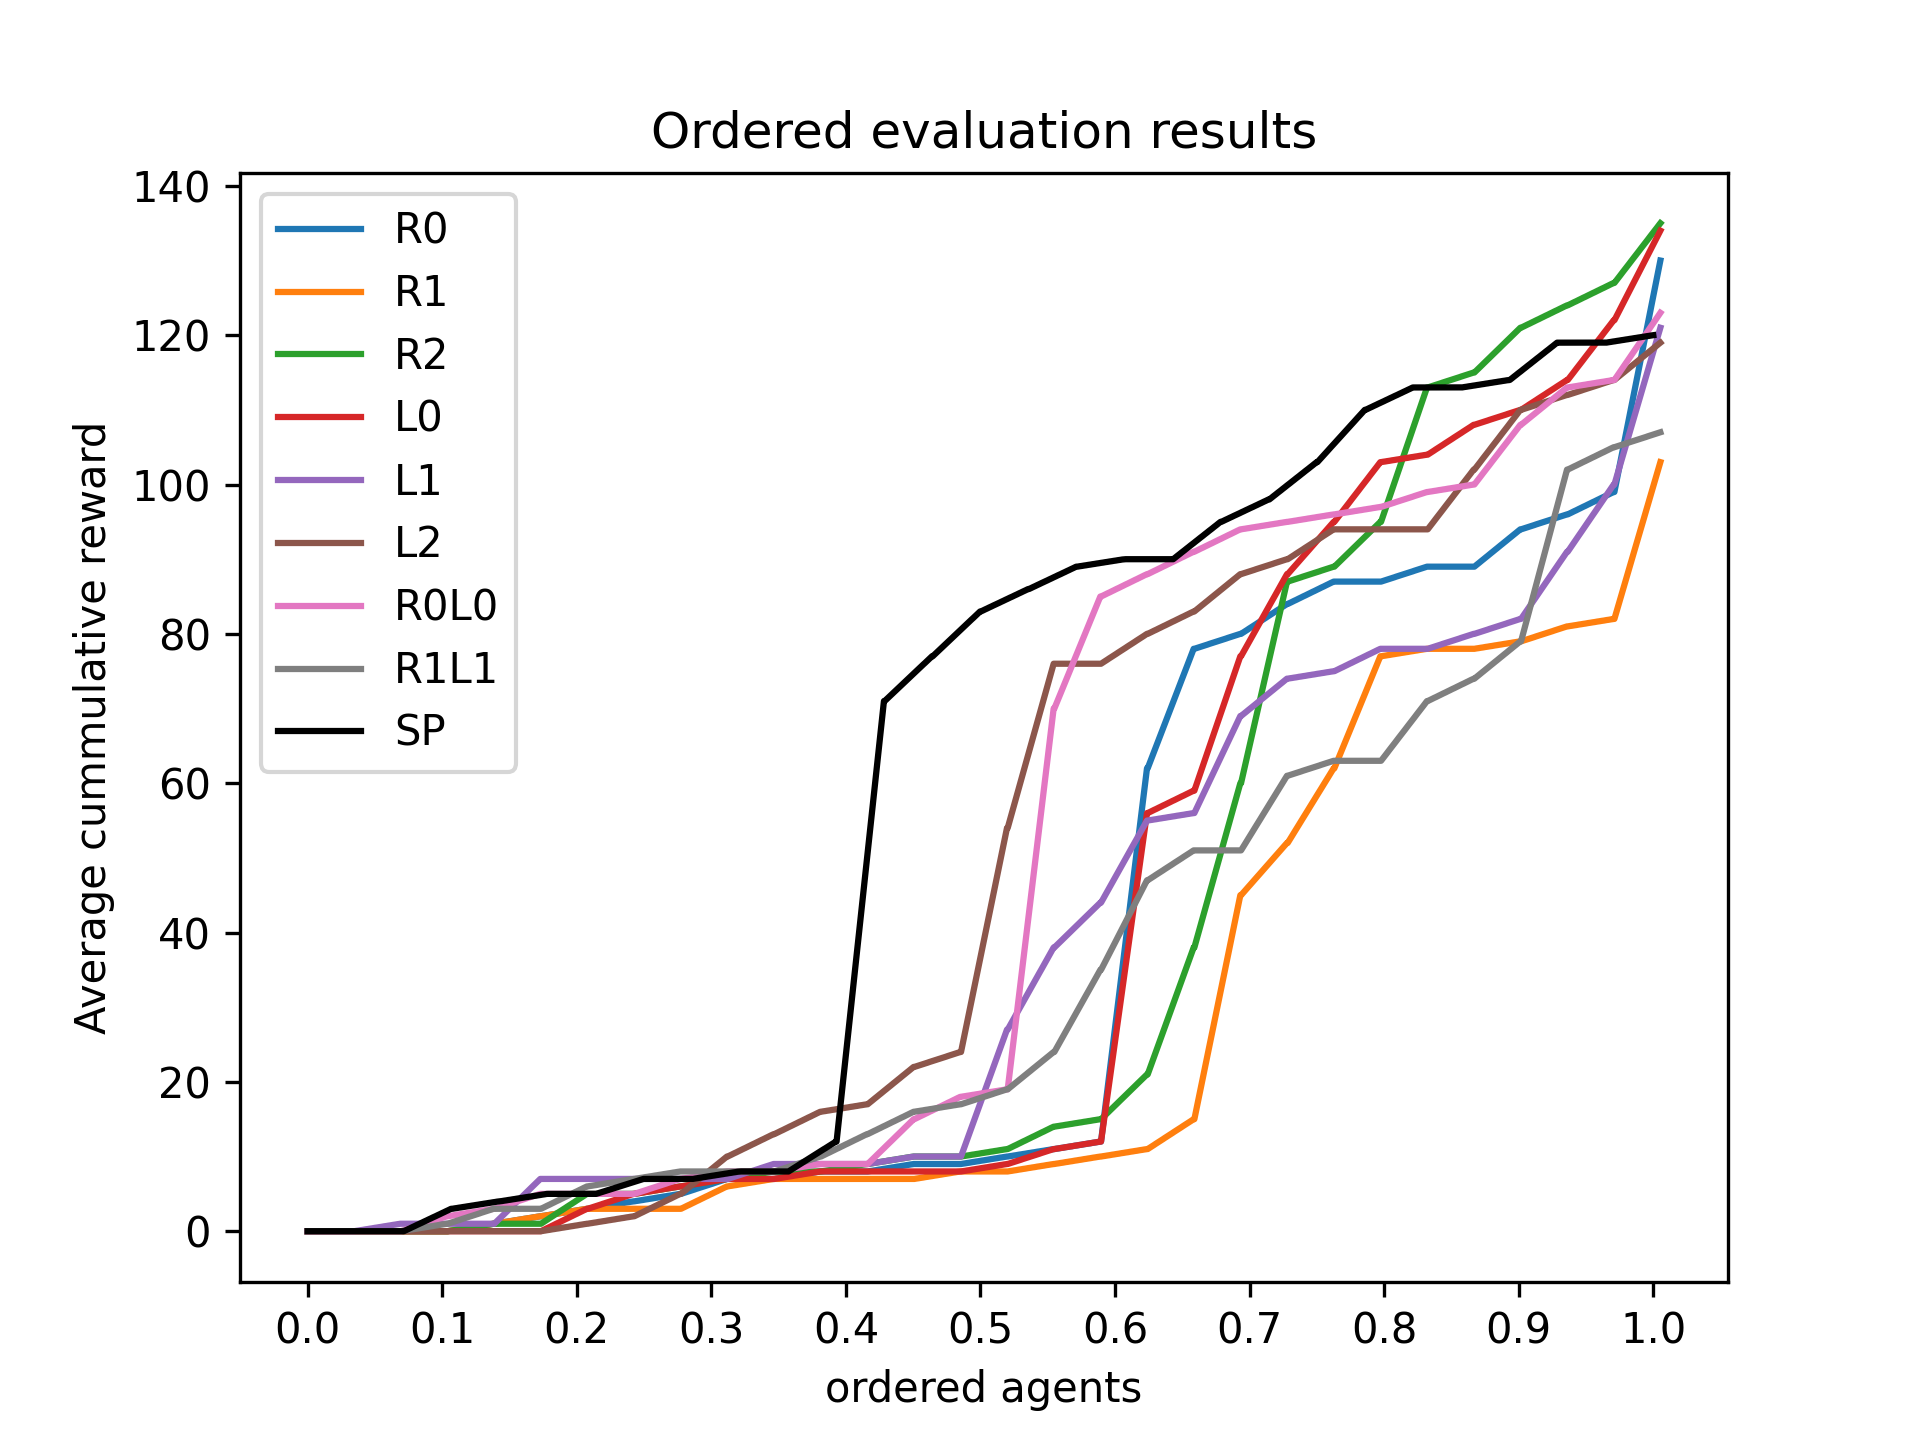 Ordered evaluation results
140
120
100
80
60
40
20
0
Average cummulative reward
R0
R1
R2
L0
L1
L2
R0L0
R1L1
SP
0.0 0.1 0.2 0.3 0.4 0.5 0.6 0.7 0.8 0.9 1.0
ordered agents